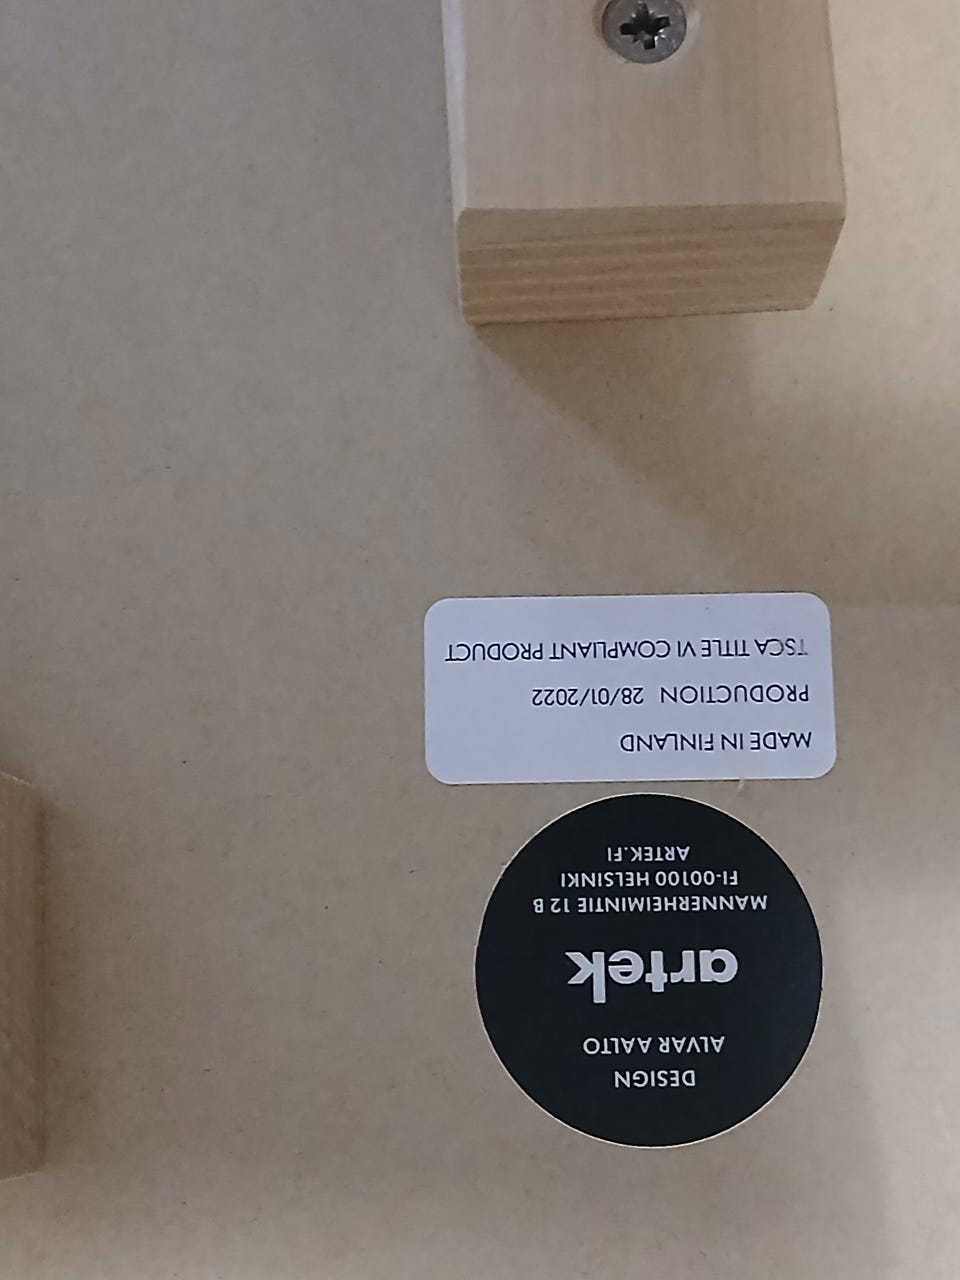 DESIGN
ALVAR AALTO
artek
MANNERHEIMINTIE 12 B
FI-00100 HELSINKI
ARTEK.FI
MADE IN FINLAND
PRODUCTION 28/01/2022
TSCA TITLE VI COMPLIANT PRODUCT